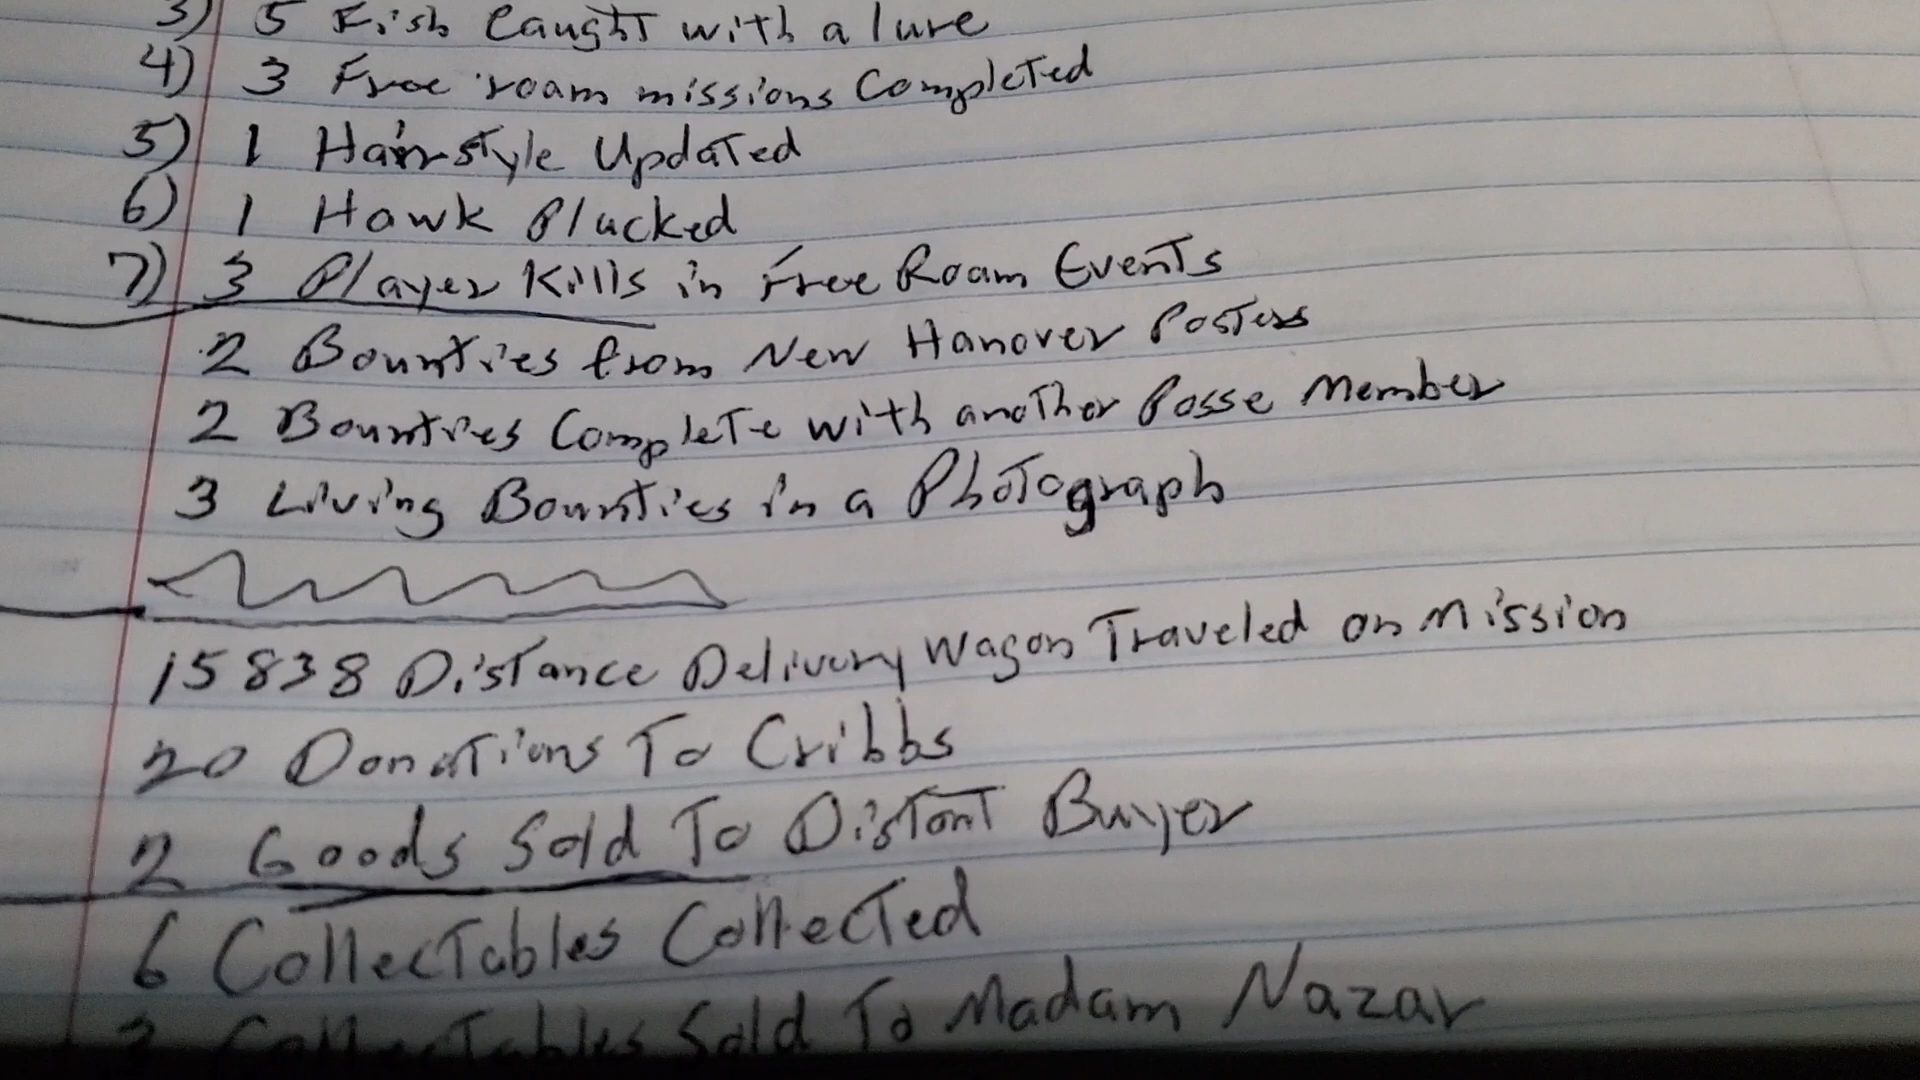 3) 5 Fish Caught with a lure
4) 3 Free roam missions Completed
5) 1 Hairstyle Updated
6) 1 Hawk Plucked
7) 3 Player Kills in Free Roam Events
2 Bounties from New Hanover Posters
2 Bounties Complete with another Posse Member
3 Living Bounties in a Photograph
15838 Distance Delivery Wagon Traveled on Mission
20 Donations To Cribbs
2 Goods Sold To Distant Buyer
6 Collectables Collected
3 Collectables Sold To Madam Nazar